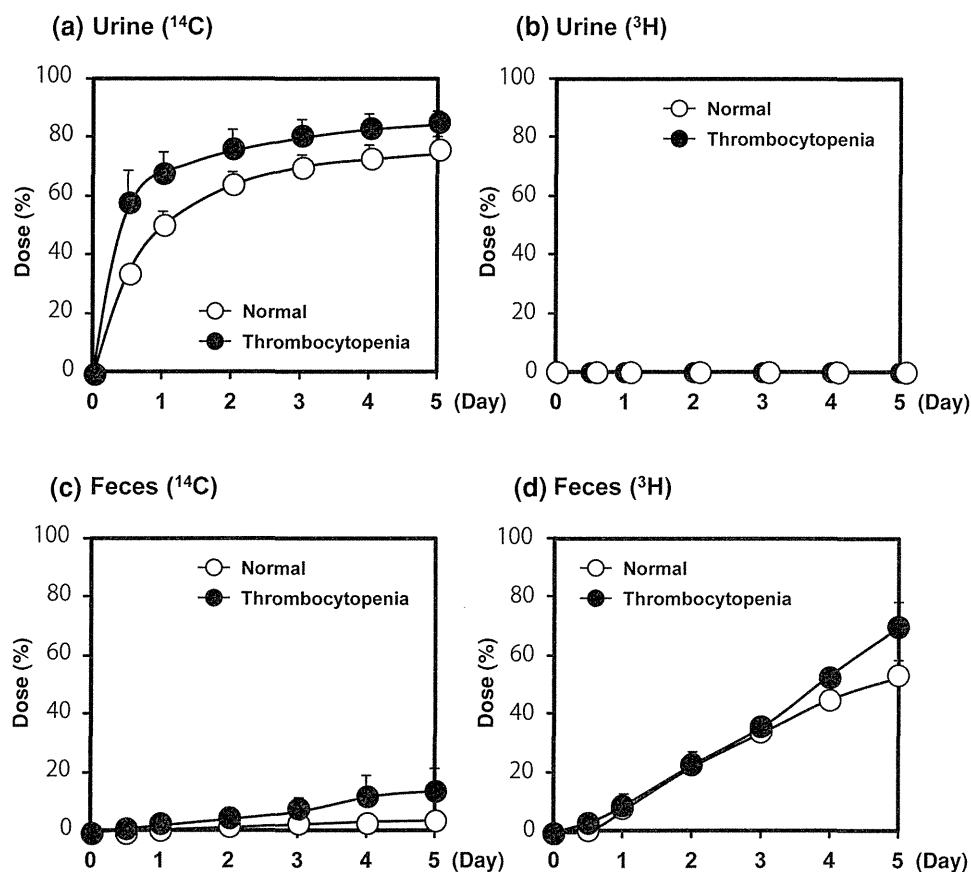 (a) Urine (¹⁴C)
100
80
60
40
20
0
Dose (%)
Normal
Thrombocytopenia
0 1 2 3 4 5 (Day)
(b) Urine (³H)
100
80
60
40
20
0
Dose (%)
Normal
Thrombocytopenia
0 1 2 3 4 5 (Day)
(c) Feces (¹⁴C)
100
80
60
40
20
0
Dose (%)
Normal
Thrombocytopenia
0 1 2 3 4 5 (Day)
(d) Feces (³H)
100
80
60
40
20
0
Dose (%)
Normal
Thrombocytopenia
0 1 2 3 4 5 (Day)